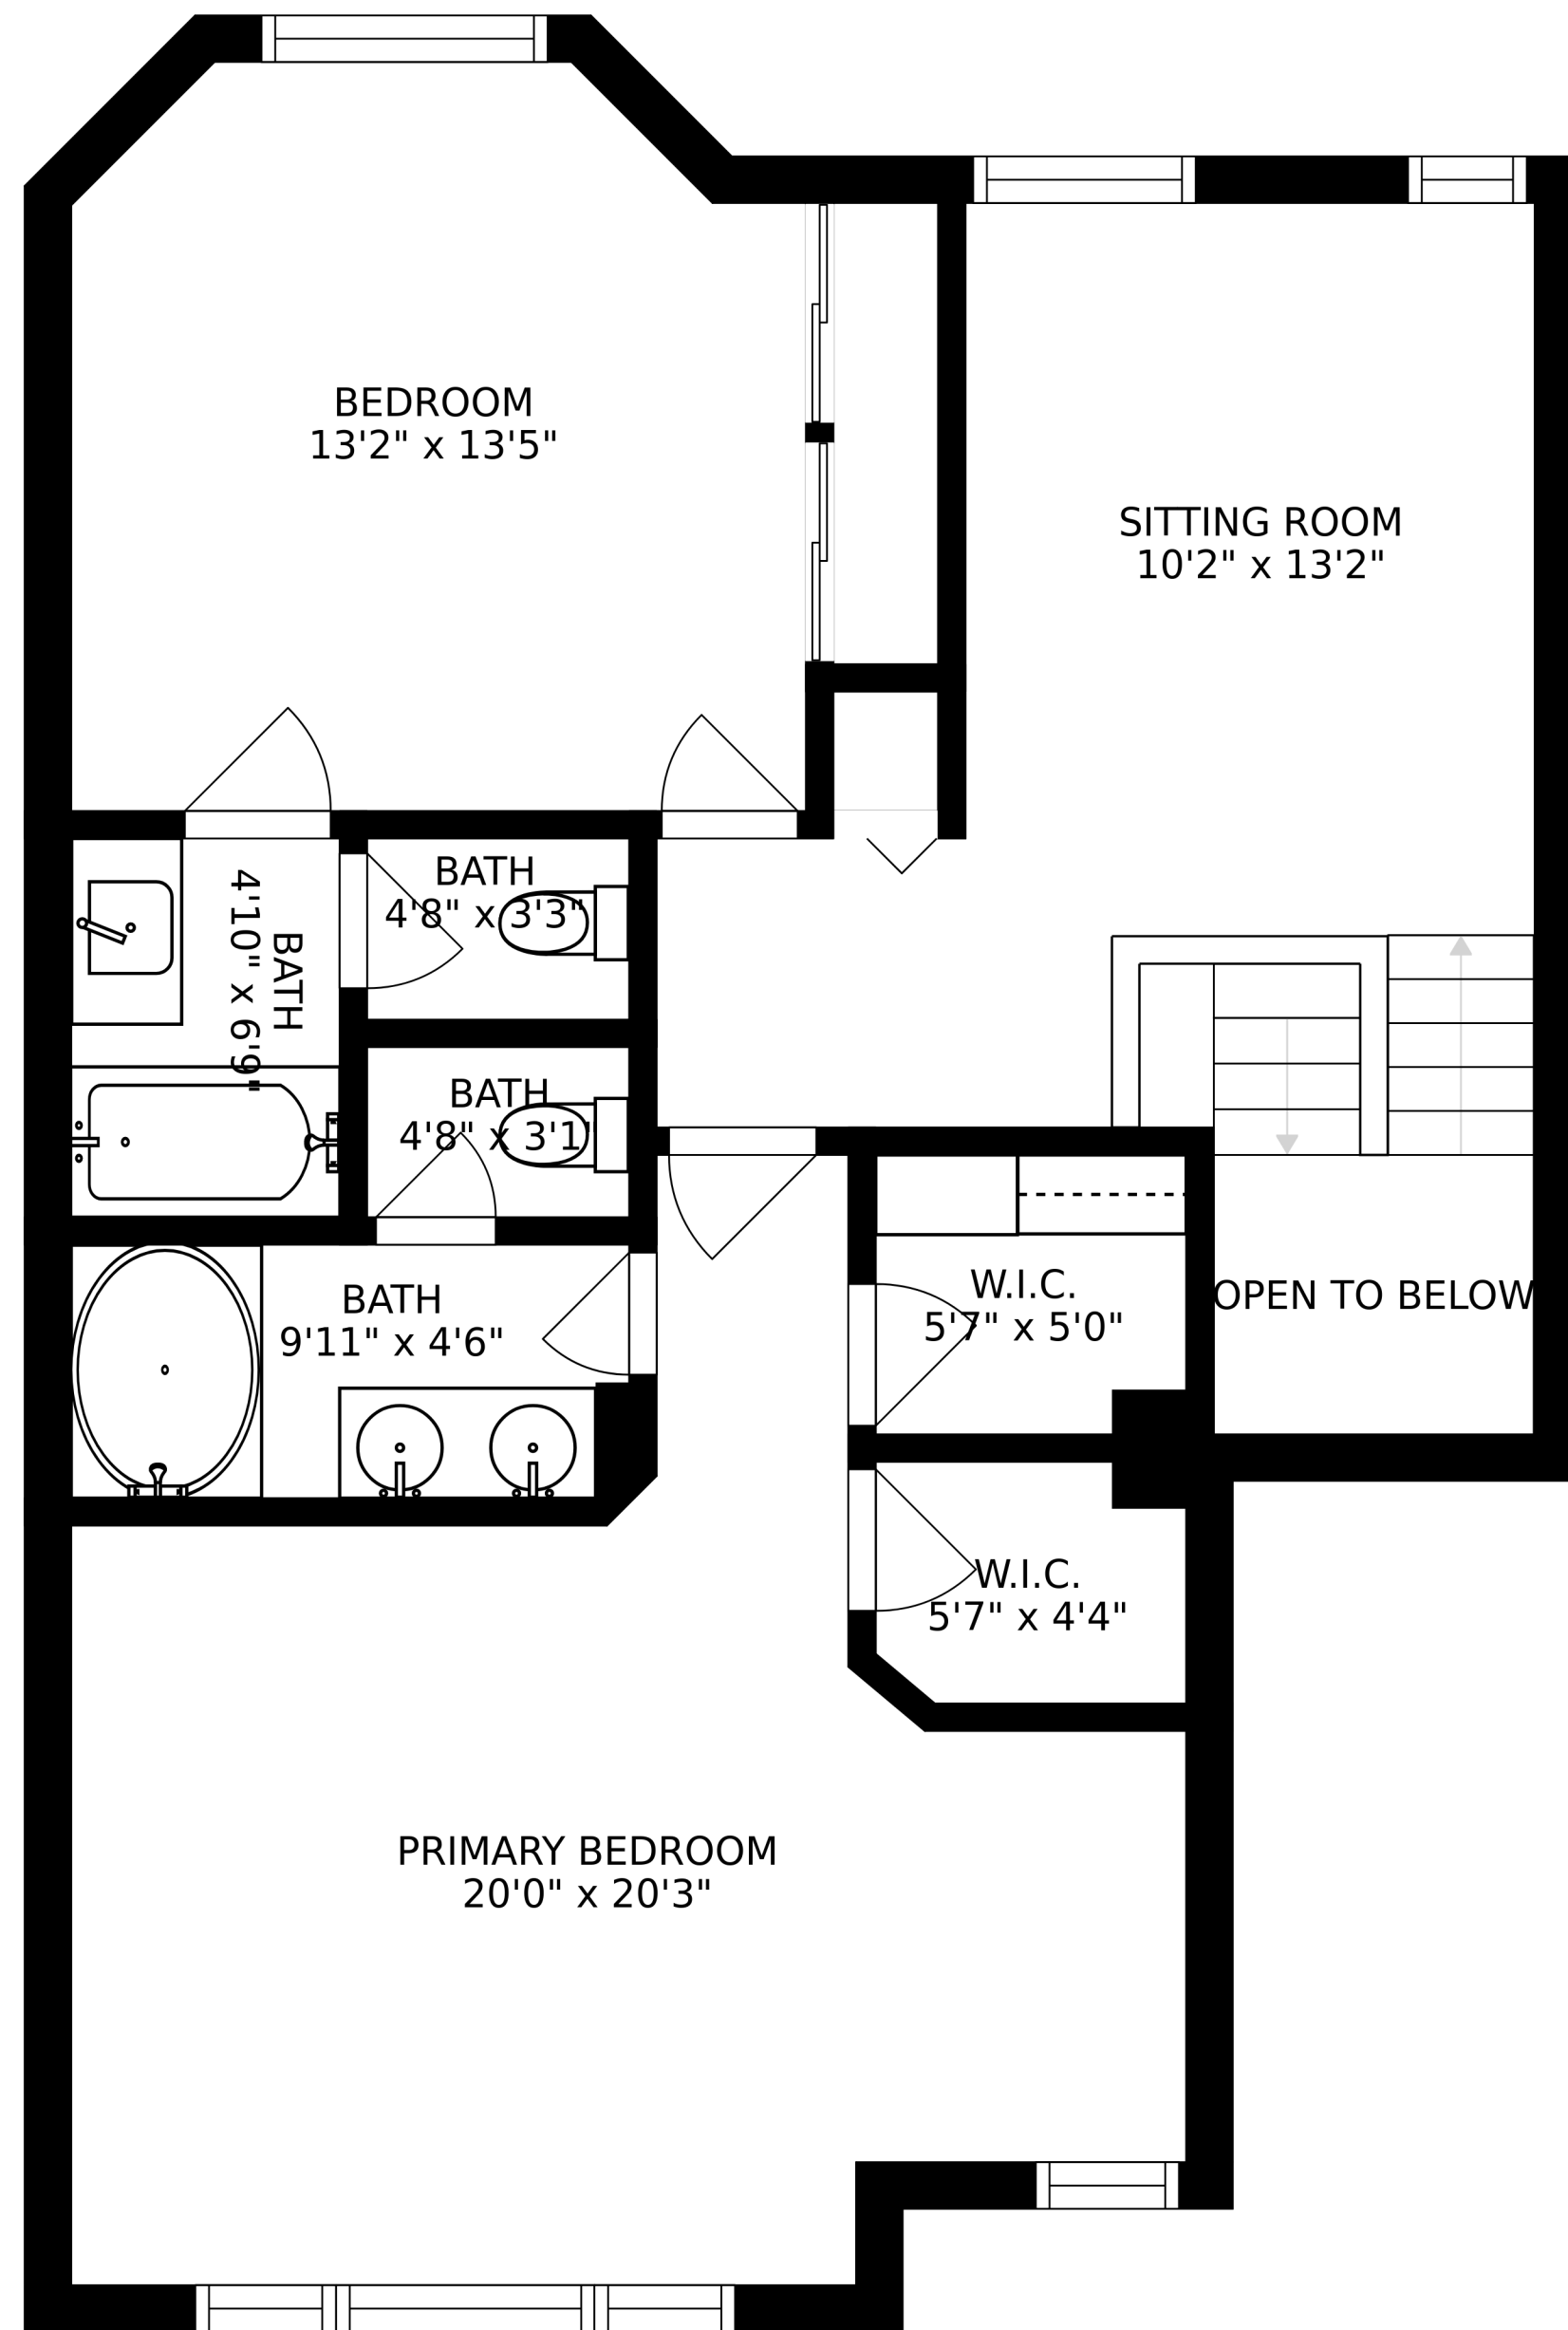 BEDROOM
13'2" x 13'5"
SITTING ROOM
10'2" x 13'2"
BATH
4'8" x 3'3"
BATH
4'10" x 6'9"
BATH
4'8" x 3'1"
W.I.C.
5'7" x 5'0"
OPEN TO BELOW
BATH
9'11" x 4'6"
W.I.C.
5'7" x 4'4"
PRIMARY BEDROOM
20'0" x 20'3"